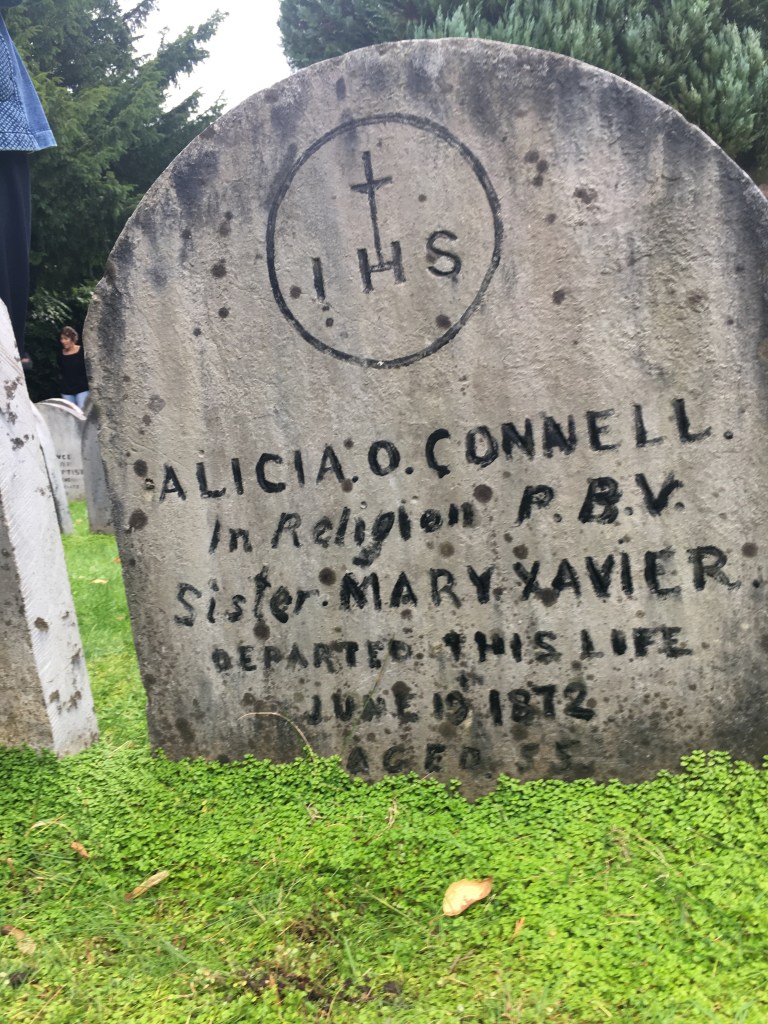 IHS
ALICIA.O.CONNELL.
In Religion P.B.V.
Sister.MARY.XAVIER.
DEPARTED.THIS LIFE.
JUNE 19 1872
AGED 55